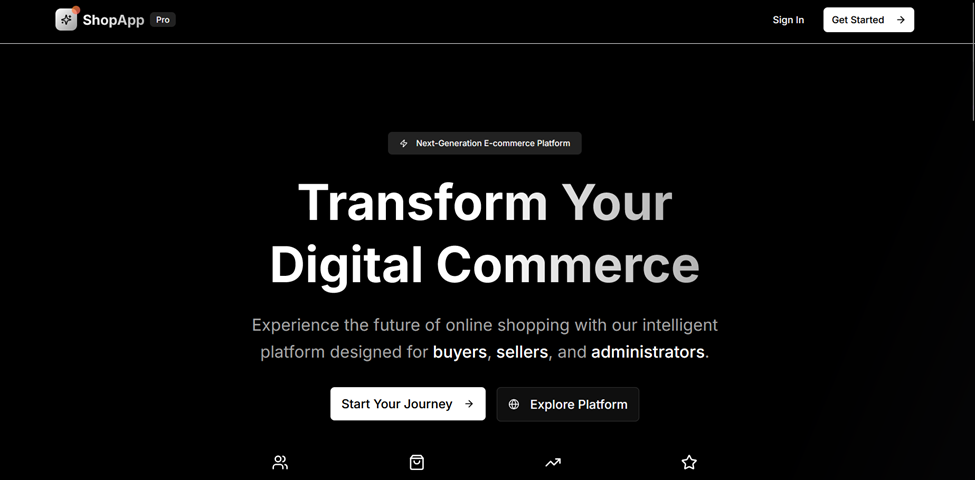 ShopApp Pro
Sign In
Get Started
Next-Generation E-commerce Platform
Transform Your
Digital Commerce
Experience the future of online shopping with our intelligent
platform designed for buyers, sellers, and administrators.
Start Your Journey
Explore Platform